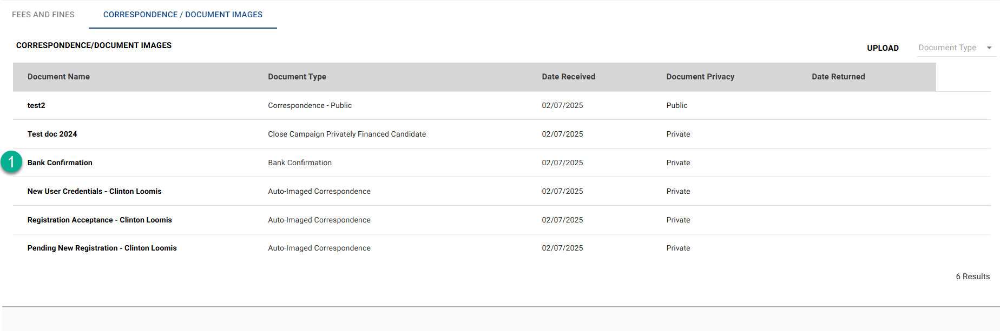 FEES AND FINES CORRESPONDENCE / DOCUMENT IMAGES
CORRESPONDENCE/DOCUMENT IMAGES
UPLOAD Document Type
Document Name Document Type Date Received Document Privacy Date Returned
test2 Correspondence - Public 02/07/2025 Public
Test doc 2024 Close Campaign Privately Financed Candidate 02/07/2025 Private
1 Bank Confirmation Bank Confirmation 02/07/2025 Private
New User Credentials - Clinton Loomis Auto-Imaged Correspondence 02/07/2025 Private
Registration Acceptance - Clinton Loomis Auto-Imaged Correspondence 02/07/2025 Private
Pending New Registration - Clinton Loomis Auto-Imaged Correspondence 02/07/2025 Private
6 Results